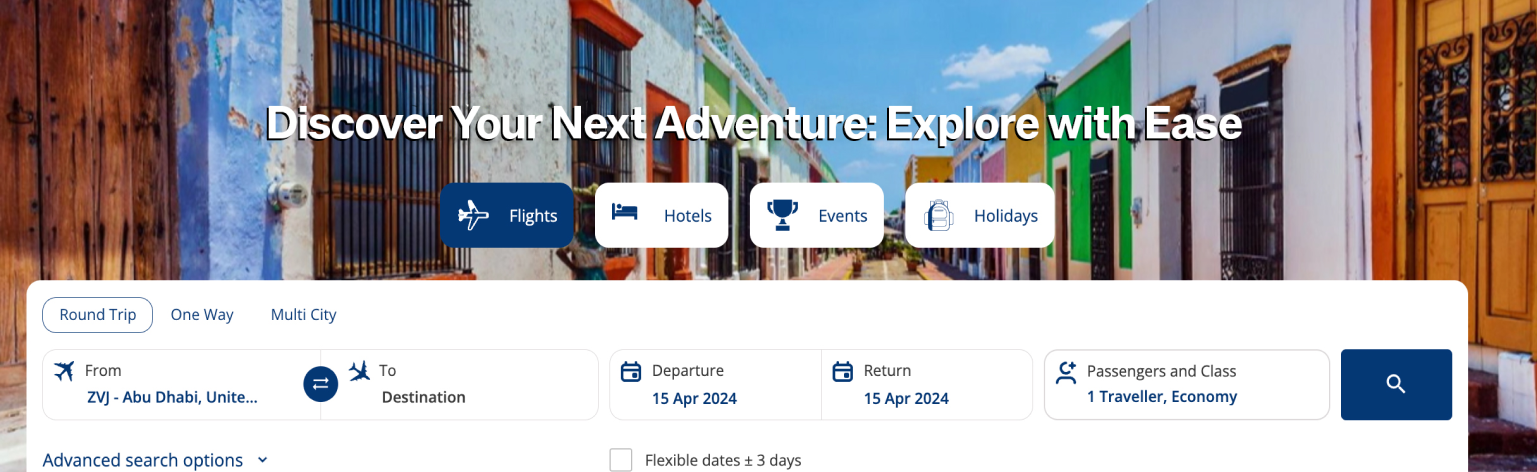 Discover Your Next Adventure: Explore with Ease
Flights
Hotels
Events
Holidays
Round Trip
One Way
Multi City
From
ZVJ - Abu Dhabi, Unite...
To
Destination
Departure
15 Apr 2024
Return
15 Apr 2024
Passengers and Class
1 Traveller, Economy
Advanced search options
Flexible dates ± 3 days